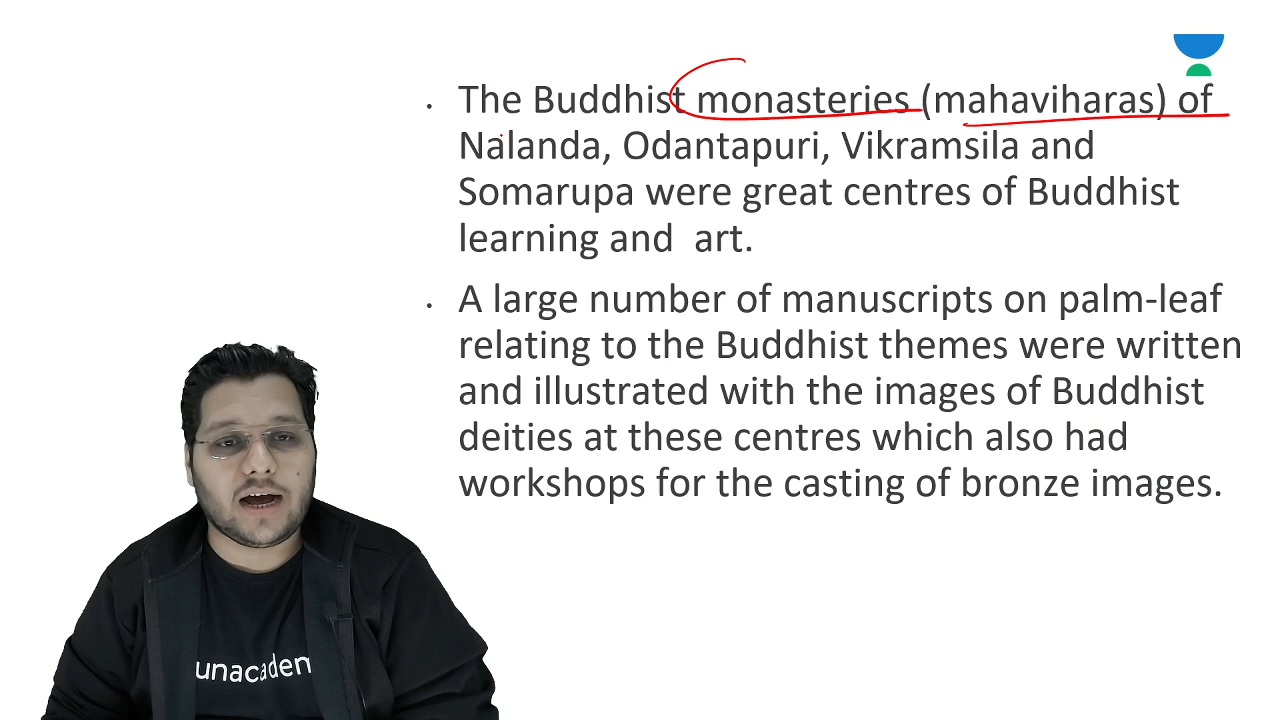 • The Buddhist monasteries (mahaviharas) of
Nalanda, Odantapuri, Vikramsila and
Somarupa were great centres of Buddhist
learning and  art.
• A large number of manuscripts on palm-leaf
relating to the Buddhist themes were written
and illustrated with the images of Buddhist
deities at these centres which also had
workshops for the casting of bronze images.
unacaden